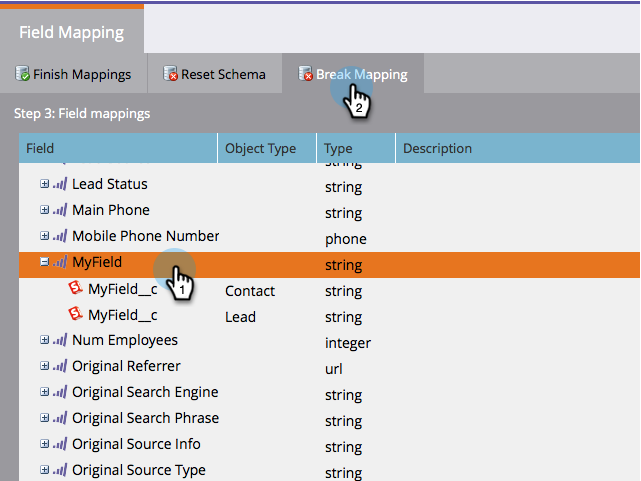 Field Mapping
Finish Mappings Reset Schema Break Mapping
2
Step 3: Field mappings
Field Object Type Type Description
string
Lead Status string
Main Phone string
Mobile Phone Number phone
MyField string
1
MyField__c Contact string
MyField__c Lead string
Num Employees integer
Original Referrer url
Original Search Engine string
Original Search Phrase string
Original Source Info string
Original Source Type string